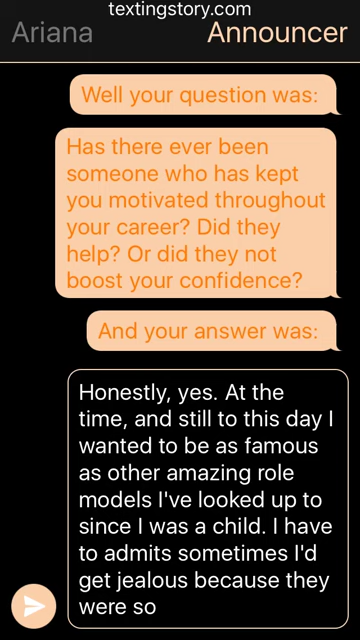 textingstory.com
Ariana
Announcer
Well your question was:
Has there ever been
someone who has kept
you motivated throughout
your career? Did they
help? Or did they not
boost your confidence?
And your answer was:
Honestly, yes. At the
time, and still to this day I
wanted to be as famous
as other amazing role
models I've looked up to
since I was a child. I have
to admits sometimes I'd
get jealous because they
were so